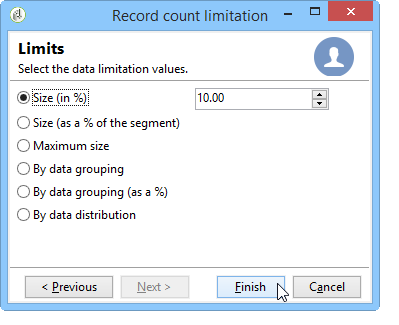 Record count limitation
Limits
Select the data limitation values.
Size (in %)
10.00
Size (as a % of the segment)
Maximum size
By data grouping
By data grouping (as a %)
By data distribution
< Previous
Next >
Finish
Cancel